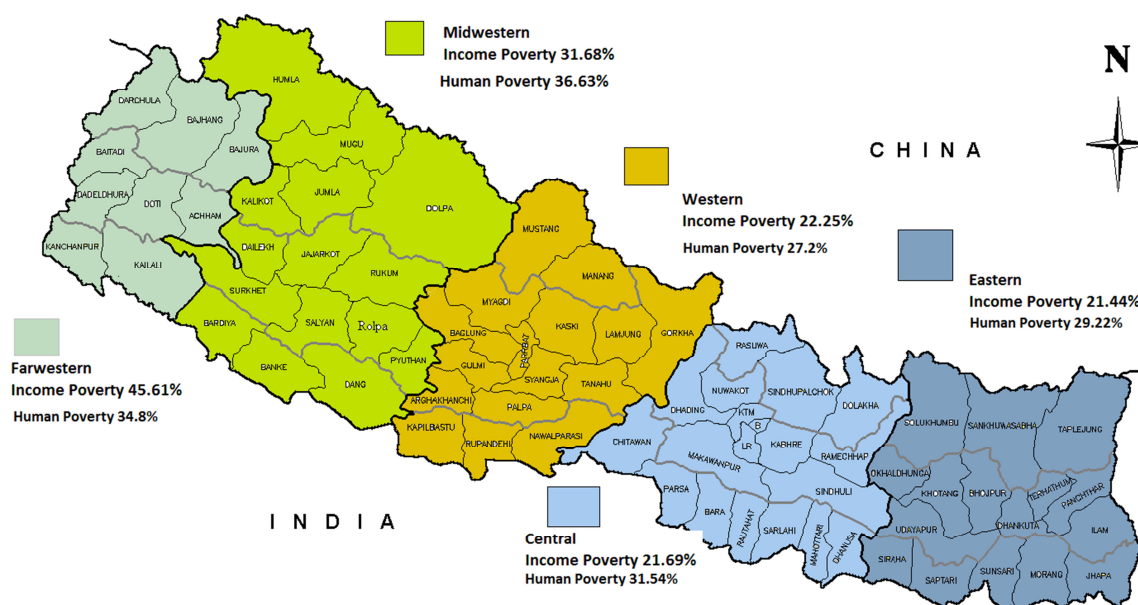 Midwestern
Income Poverty 31.68%
Human Poverty 36.63%
N
CHINA
Western
Income Poverty 22.25%
Human Poverty 27.2%
Eastern
Income Poverty 21.44%
Human Poverty 29.22%
Farwestern
Income Poverty 45.61%
Human Poverty 34.8%
Central
Income Poverty 21.69%
Human Poverty 31.54%
INDIA
DARCHULA
BAJHANG
BAJURA
BAITADI
DADELDHURA
DOTI
ACHHAM
KANCHANPUR
KAILALI
HUMLA
MUGU
JUMLA
KALIKOT
DOLPA
DAILEKH
JAJARKOT
RUKUM
SURKHET
SALYAN
Rolpa
BARDIYA
BANKE
DANG
PYUTHAN
MUSTANG
MANANG
MYAGDI
KASKI
LAMJUNG
GORKHA
BAGLUNG
PARBAT
GULMI
SYANGJA
TANAHU
ARGHAKHANCHI
PALPA
KAPILBASTU
RUPANDEHI
NAWALPARASI
RASUWA
NUWAKOT
SINDHUPALCHOK
DOLAKHA
DHADING
KTM
B
LR
KABHRE
RAMECHHAP
CHITAWAN
MAKAWANPUR
SINDHULI
PARSA
BARA
RAUTAHAT
SARLAHI
MAHOTTARI
DHANUSA
SOLUKHUMBU
SANKHUWASABHA
TAPLEJUNG
OKHALDHUNGA
KHOTANG
BHOJPUR
TERHATHUM
PANCHTHAR
DHANKUTA
ILAM
UDAYAPUR
SIRAHA
SAPTARI
SUNSARI
MORANG
JHAPA